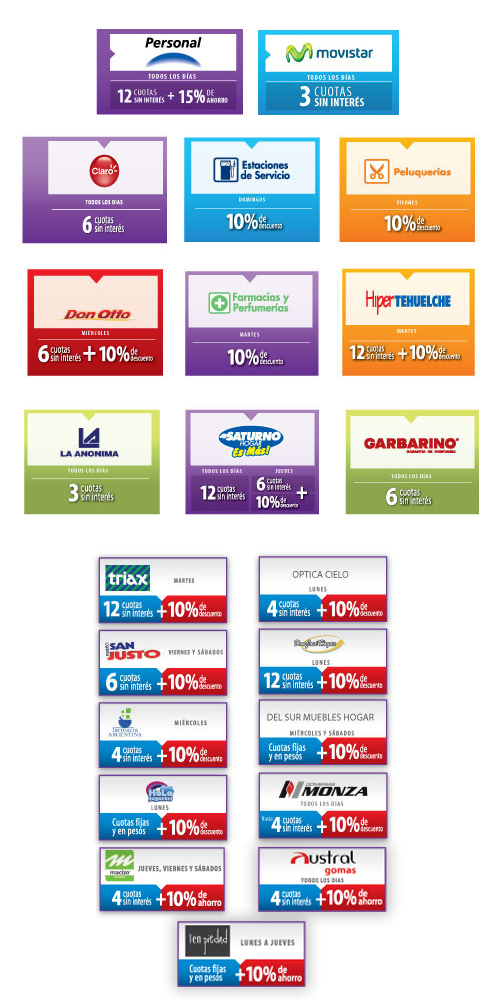 Personal
TODOS LOS DÍAS
12 CUOTAS SIN INTERÉS + 15% DE AHORRO
movistar
TODOS LOS DÍAS
3 CUOTAS SIN INTERÉS
Claro
TODOS LOS DIAS
6 cuotas sin interés
Estaciones de Servicio
DOMINGOS
10% de descuento
Peluquerías
VIERNES
10% de descuento
Don Otto
MIÉRCOLES
6 cuotas sin interés + 10% de descuento
Farmacias y Perfumerías
MARTES
10% de descuento
HiperTEHUELCHE
MARTES
12 cuotas sin interés + 10% de descuento
LA ANONIMA
TODOS LOS DÍAS
3 cuotas sin interés
SATURNO
HOGAR
Es Más!
TODOS LOS DÍAS
12 cuotas sin interés
JUEVES
6 cuotas sin interés +
10% de descuento
GARBARINO
GARANTIA DE CONFIANZA
TODOS LOS DÍAS
6 cuotas sin interés
triax
MARTES
12 cuotas sin interés + 10% de descuento
OPTICA CIELO
LUNES
4 cuotas sin interés + 10% de descuento
SAN JUSTO
VIERNES Y SÁBADOS
6 cuotas sin interés + 10% de descuento
LUNES
12 cuotas sin interés + 10% de descuento
ARGENTINA
MIÉRCOLES
4 cuotas sin interés + 10% de descuento
DEL SUR MUEBLES HOGAR
MIÉRCOLES Y SÁBADOS
Cuotas fijas y en pesos + 10% de descuento
LUNES
Cuotas fijas y en pesos + 10% de descuento
MONZA
TODOS LOS DÍAS
Hasta 4 cuotas sin interés + 10% de descuento
macizo
JUEVES, VIERNES Y SÁBADOS
4 cuotas sin interés + 10% de ahorro
Austral
gomas
TODOS LOS DIAS
4 cuotas sin interés + 10% de ahorro
Ten piedad
LUNES A JUEVES
Cuotas fijas y en pesos + 10% de ahorro